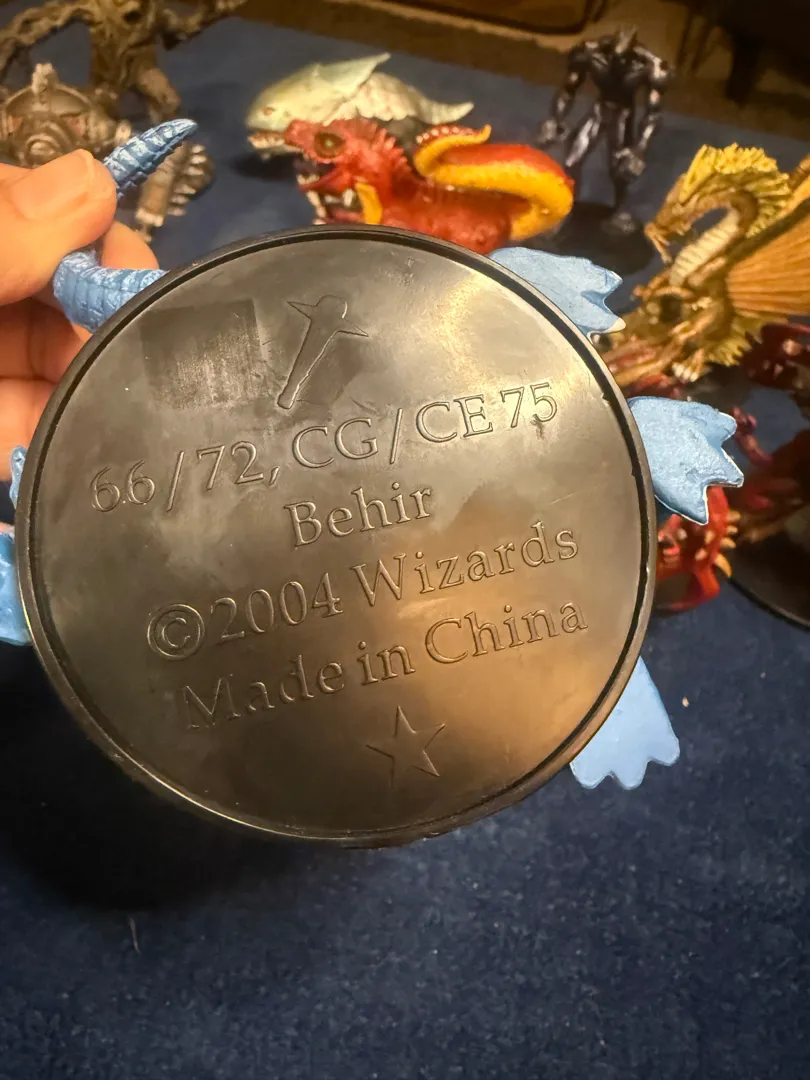 66/72, CG/CE 75
Behir
©2004 Wizards
Made in China